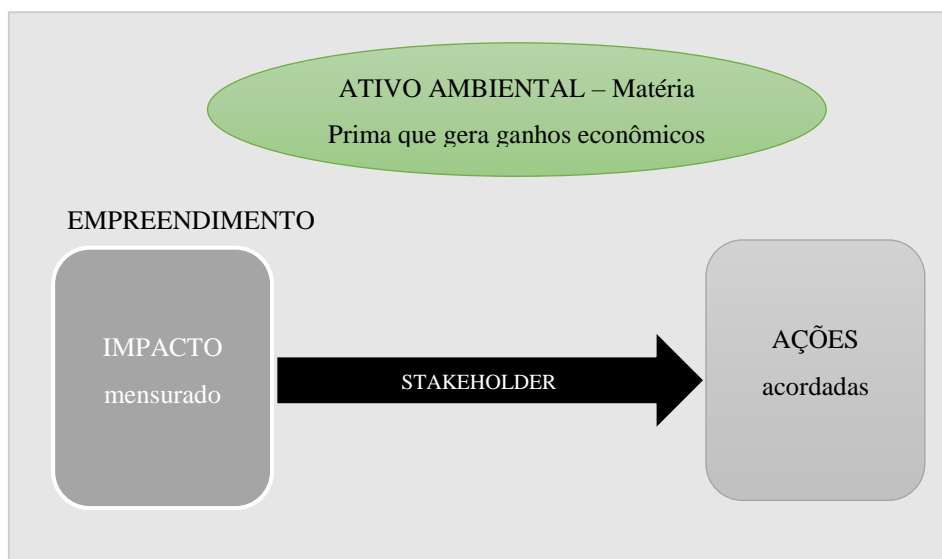 ATIVO AMBIENTAL – Matéria
Prima que gera ganhos econômicos
EMPREENDIMENTO
IMPACTO
mensurado
STAKEHOLDER
AÇÕES
acordadas